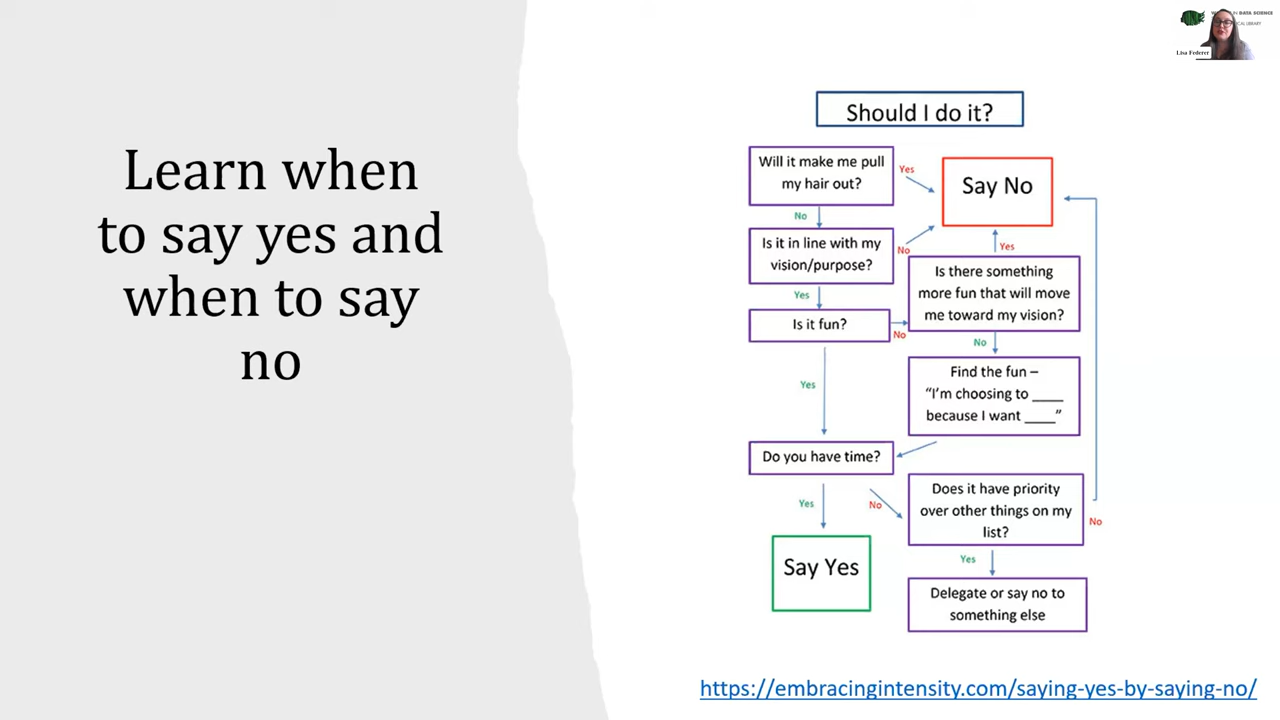 Learn when
to say yes and
when to say
no
Should I do it?
Will it make me pull
my hair out?
Yes
Say No
No
Is it in line with my
vision/purpose?
No
Yes
Is there something
more fun that will move
me toward my vision?
Yes
Is it fun?
No
No
Find the fun –
“I’m choosing to ____
because I want ____”
Yes
Do you have time?
Yes
No
Does it have priority
over other things on my
list?
No
Say Yes
Yes
Delegate or say no to
something else
https://embracingintensity.com/saying-yes-by-saying-no/
DATA SCIENCE
LIBRARY
Lisa Federer